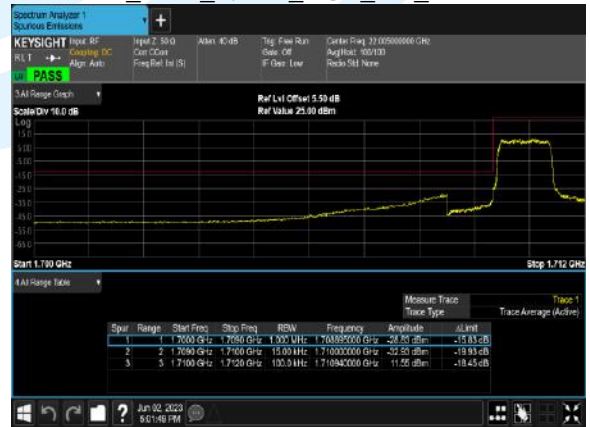 Spectrum Analyzer 1
Spurious Emissions
+
KEYSIGHT Input: RF
Coupling: DC
Align: Auto
RLT
Input Z: 50 Ω
Corr CCorr
Freq Ref: Int (S)
Atten: 40 dB
Trig: Free Run
Gate: Off
IF Gain: Low
Center Freq: 22.005000000 GHz
Avg|Hold: 100/100
Radio Std: None
PASS
3.All Range Graph
Scale/Div 10.0 dB
Ref Lvl Offset 5.50 dB
Ref Value 25.00 dBm
Log
15.0
5.00
-5.00
-15.0
-25.0
-35.0
-45.0
-55.0
-65.0
Start 1.700 GHz
Stop 1.712 GHz
4.All Range Table
Measure Trace Trace 1
Trace Type Trace Average (Active)
Spur Range Start Freq Stop Freq RBW Frequency Amplitude ΔLimit
1 1 1.7000 GHz 1.7090 GHz 1.000 MHz 1.708895000 GHz -28.83 dBm -15.83 dB
2 2 1.7090 GHz 1.7100 GHz 15.00 kHz 1.710000000 GHz -32.93 dBm -19.93 dB
3 3 1.7100 GHz 1.7120 GHz 100.0 kHz 1.710940000 GHz 11.55 dBm -18.45 dB
?
Jun 02, 2023
5:01:48 PM